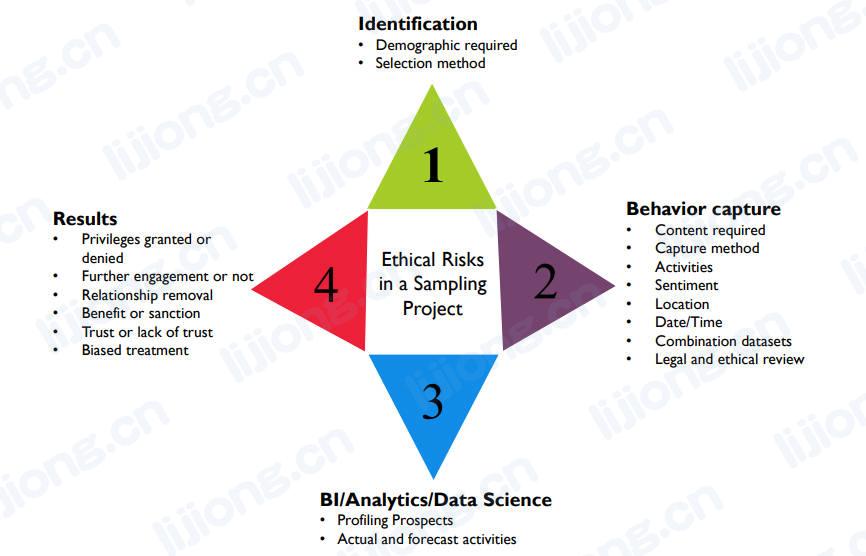 Identification
• Demographic required
• Selection method
1
Results
• Privileges granted or
denied
• Further engagement or not
• Relationship removal
• Benefit or sanction
• Trust or lack of trust
• Biased treatment
4
Ethical Risks
in a Sampling
Project
2
Behavior capture
• Content required
• Capture method
• Activities
• Sentiment
• Location
• Date/Time
• Combination datasets
• Legal and ethical review
3
BI/Analytics/Data Science
• Profiling Prospects
• Actual and forecast activities
lijiong.cn